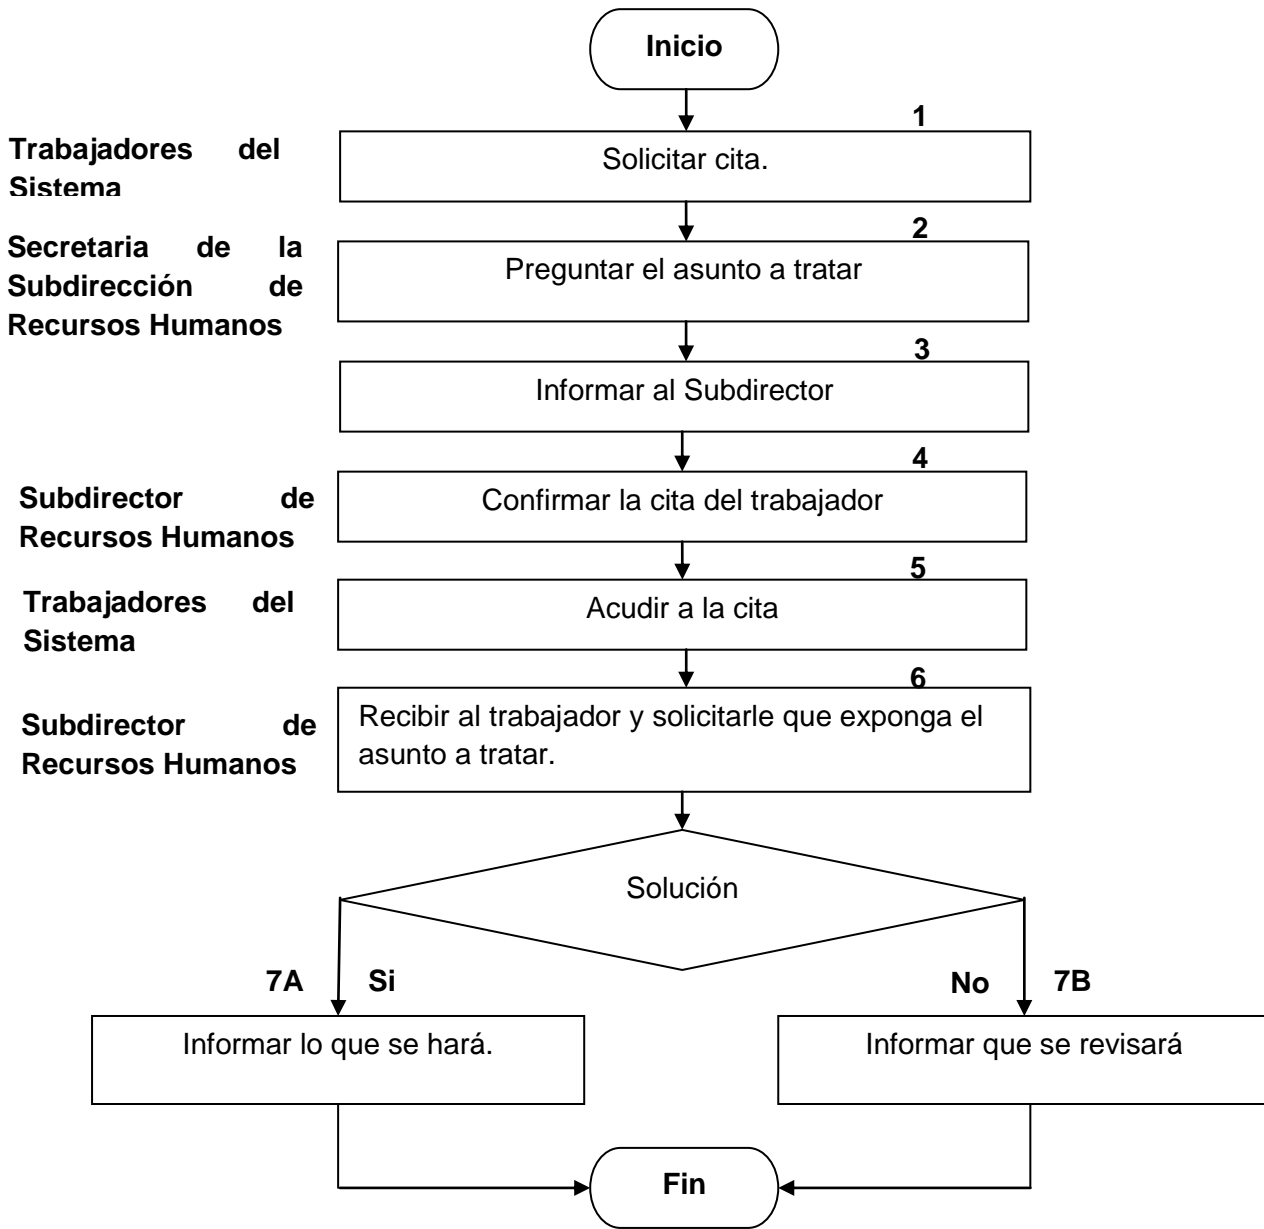 Inicio
1
Trabajadores del
Sistema
Solicitar cita.
2
Secretaria de la
Subdirección de
Recursos Humanos
Preguntar el asunto a tratar
3
Informar al Subdirector
4
Subdirector de
Recursos Humanos
Confirmar la cita del trabajador
5
Trabajadores del
Sistema
Acudir a la cita
6
Subdirector de
Recursos Humanos
Recibir al trabajador y solicitarle que exponga el
asunto a tratar.
Solución
7A Si
No 7B
Informar lo que se hará.
Informar que se revisará
Fin